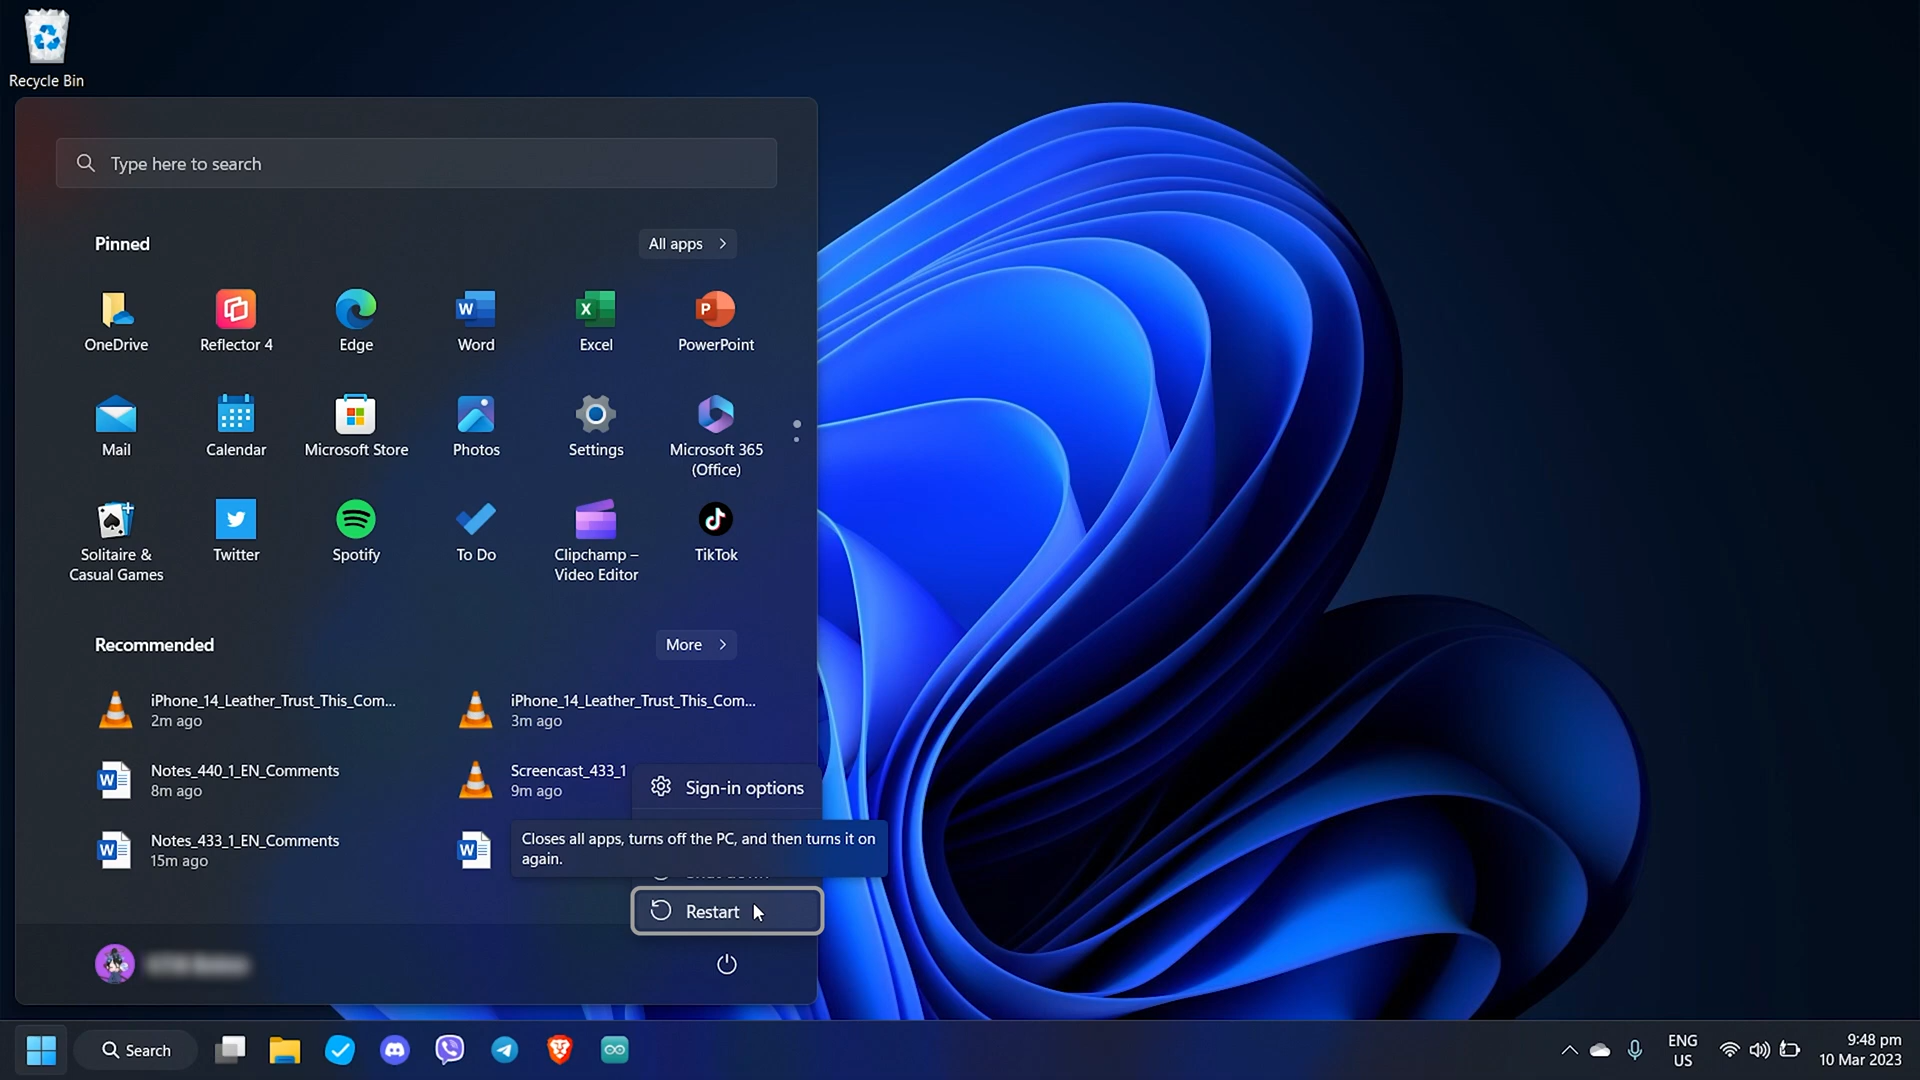 Recycle Bin
Type here to search
Pinned
All apps
OneDrive
Reflector 4
Edge
Word
Excel
PowerPoint
Mail
Calendar
Microsoft Store
Photos
Settings
Microsoft 365
(Office)
Solitaire &
Casual Games
Twitter
Spotify
To Do
Clipchamp –
Video Editor
TikTok
Recommended
More
iPhone_14_Leather_Trust_This_Com...
2m ago
iPhone_14_Leather_Trust_This_Com...
3m ago
Notes_440_1_EN_Comments
8m ago
Screencast_433_1
9m ago
Sign-in options
Notes_433_1_EN_Comments
15m ago
Closes all apps, turns off the PC, and then turns it on
again.
Restart
Search
ENG
US
9:48 pm
10 Mar 2023